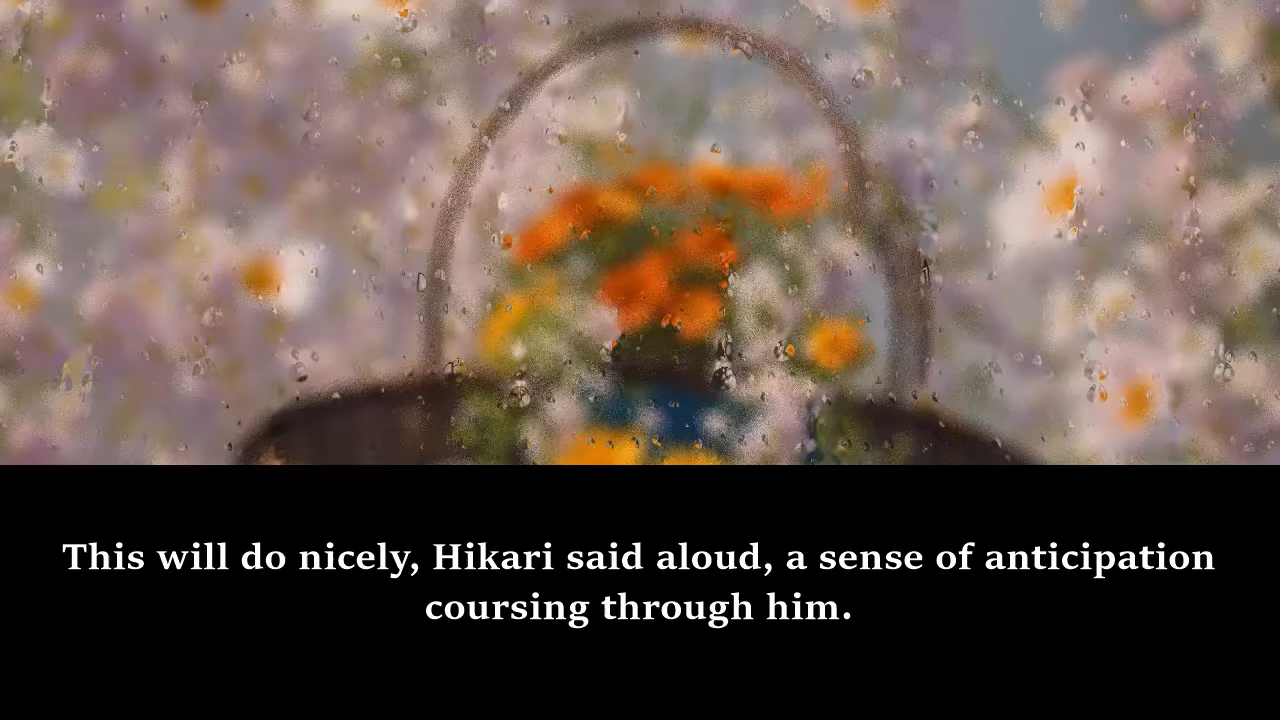 This will do nicely, Hikari said aloud, a sense of anticipation
coursing through him.